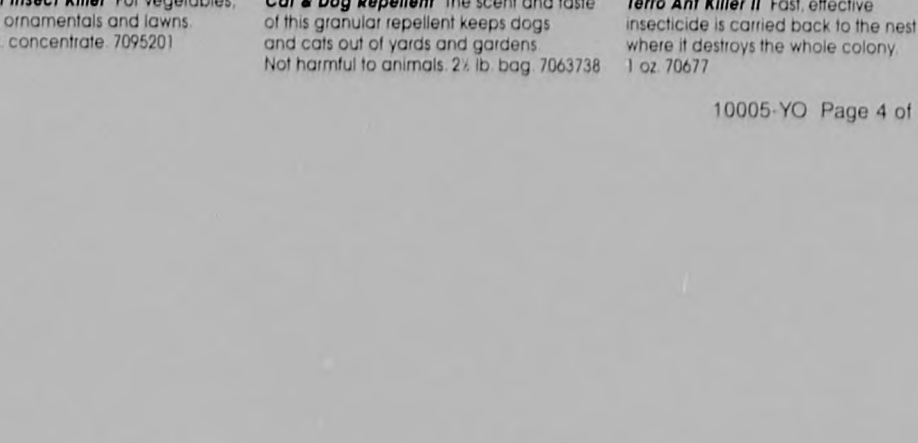 Insect Killer For vegetables,
ornamentals and lawns.
concentrate. 7095201
Cat & Dog Repellent The scent and taste
of this granular repellent keeps dogs
and cats out of yards and gardens.
Not harmful to animals. 2½ lb. bag. 7063738
Terro Ant Killer II Fast, effective
insecticide is carried back to the nest
where it destroys the whole colony.
1 oz. 70677
10005-YO Page 4 of